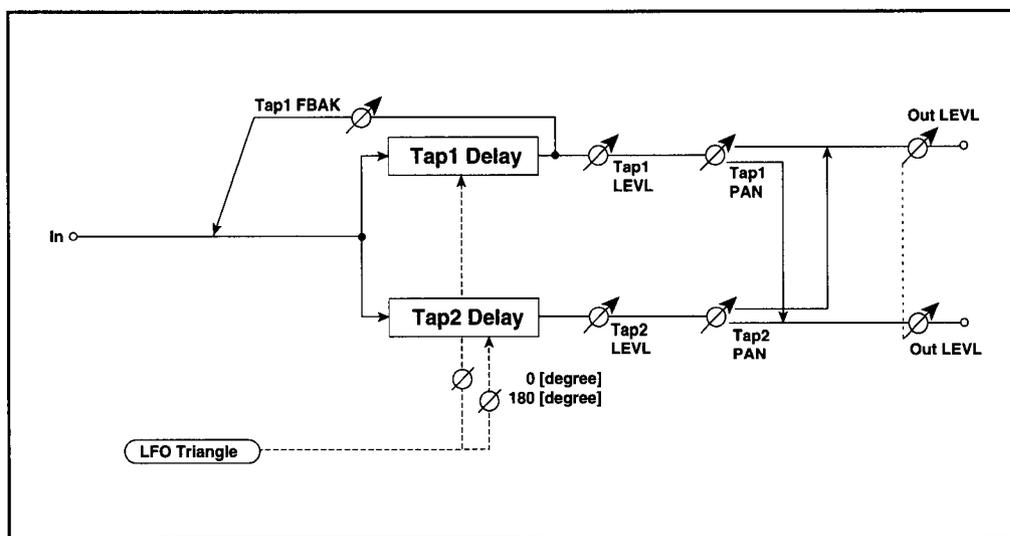 Tap1 FBAK
Out LEVL
Tap1 Delay
Tap1
LEVL
Tap1
PAN
In
Tap2 Delay
Tap2
LEVL
Tap2
PAN
Out LEVL
0 [degree]
180 [degree]
LFO Triangle